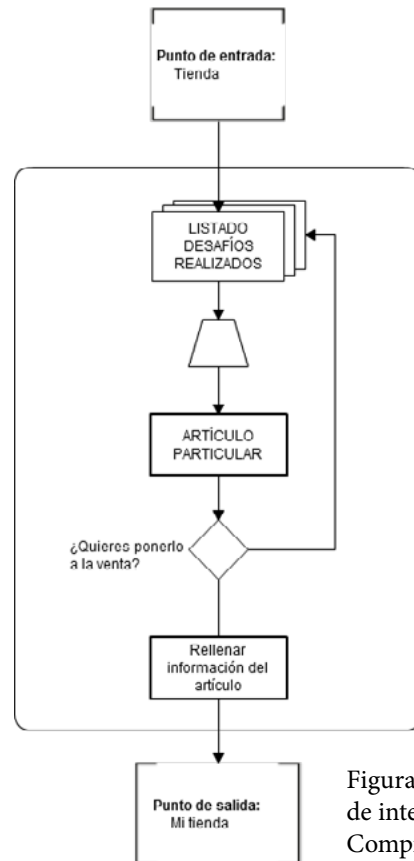 Punto de entrada:
Tienda
LISTADO
DESAFÍOS
REALIZADOS
ARTÍCULO
PARTICULAR
¿Quieres ponerlo
a la venta?
Rellenar
información del
artículo
Punto de salida:
Mi tienda
Figura
de inte
Comp